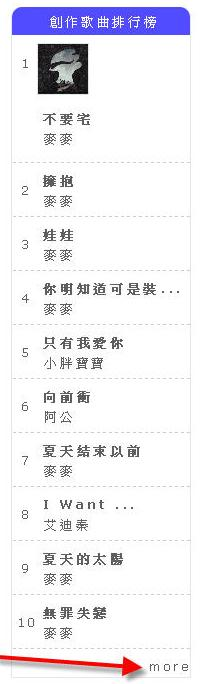 創作歌曲排行榜
1
不要宅
麥麥
2 擁抱
麥麥
3 娃娃
麥麥
4 你明知道可是裝...
麥麥
5 只有我愛你
小胖寶寶
6 向前衝
阿公
7 夏天結束以前
麥麥
8 I Want ...
艾迪秦
9 夏天的太陽
麥麥
10 無罪失戀
麥麥
more